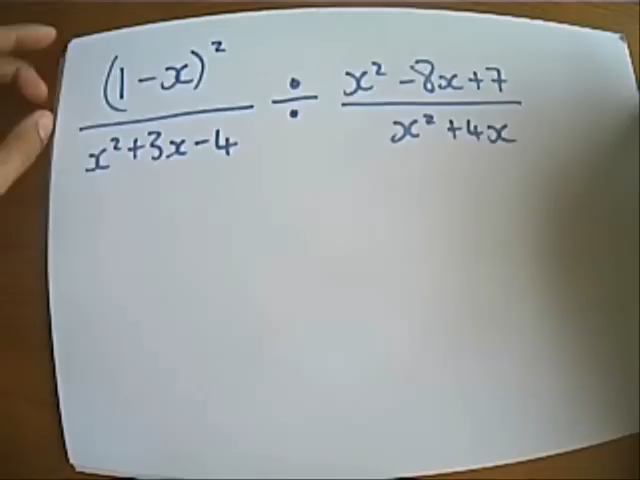 (1 - x)² / (x² + 3x - 4) ÷ (x² - 8x + 7) / (x² + 4x)